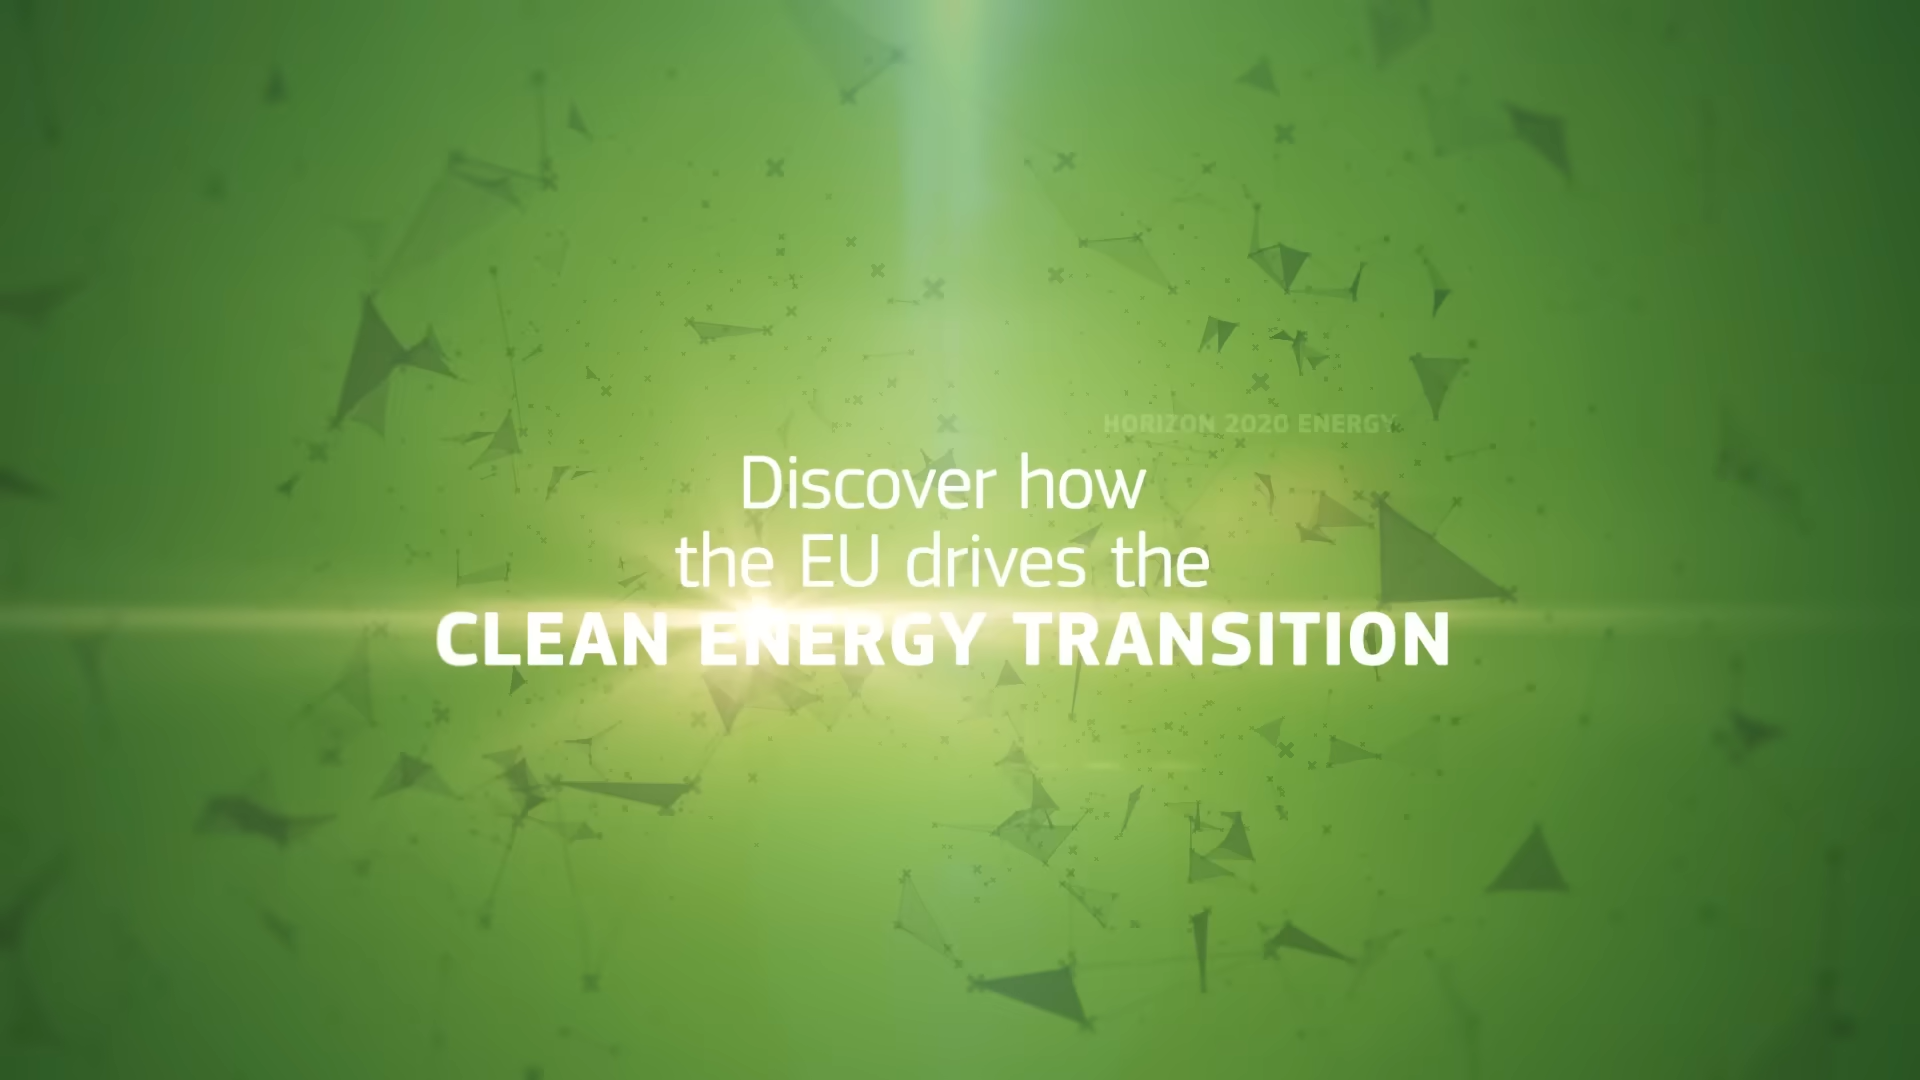 HORIZON 2020 ENERGY
Discover how
the EU drives the
CLEAN ENERGY TRANSITION